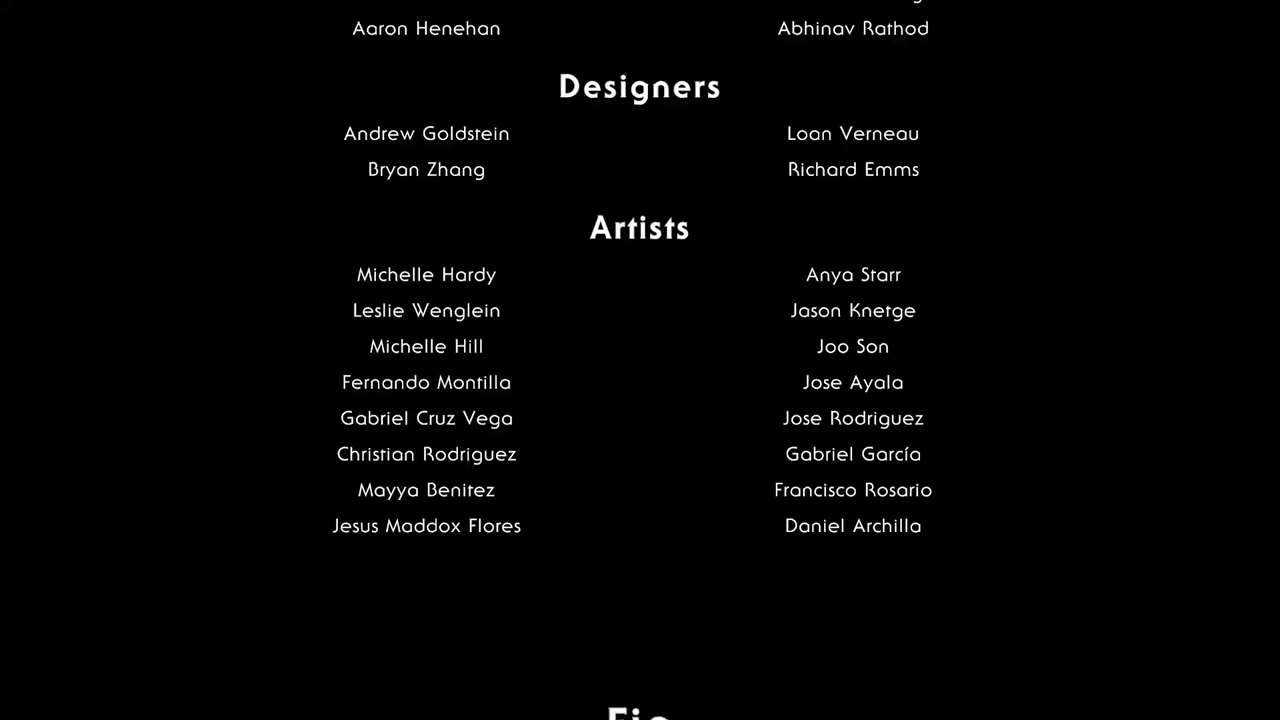 Aaron Henehan Abhinav Rathod
Designers
Andrew Goldstein Loan Verneau
Bryan Zhang Richard Emms
Artists
Michelle Hardy Anya Starr
Leslie Wenglein Jason Knetge
Michelle Hill Joo Son
Fernando Montilla Jose Ayala
Gabriel Cruz Vega Jose Rodriguez
Christian Rodriguez Gabriel García
Mayya Benitez Francisco Rosario
Jesus Maddox Flores Daniel Archilla